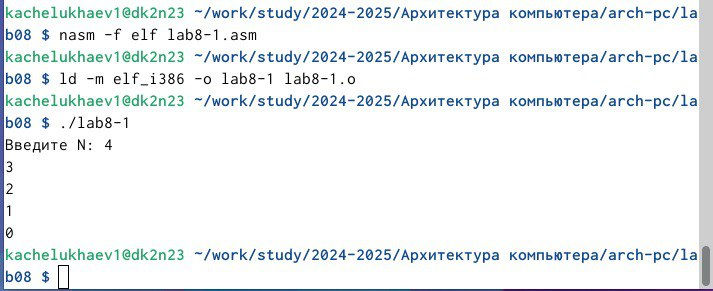 kachelukhaev1@dk2n23 ~/work/study/2024-2025/Архитектура компьютера/arch-pc/la
b08 $ nasm -f elf lab8-1.asm
kachelukhaev1@dk2n23 ~/work/study/2024-2025/Архитектура компьютера/arch-pc/la
b08 $ ld -m elf_i386 -o lab8-1 lab8-1.o
kachelukhaev1@dk2n23 ~/work/study/2024-2025/Архитектура компьютера/arch-pc/la
b08 $ ./lab8-1
Введите N: 4
3
2
1
0
kachelukhaev1@dk2n23 ~/work/study/2024-2025/Архитектура компьютера/arch-pc/la
b08 $